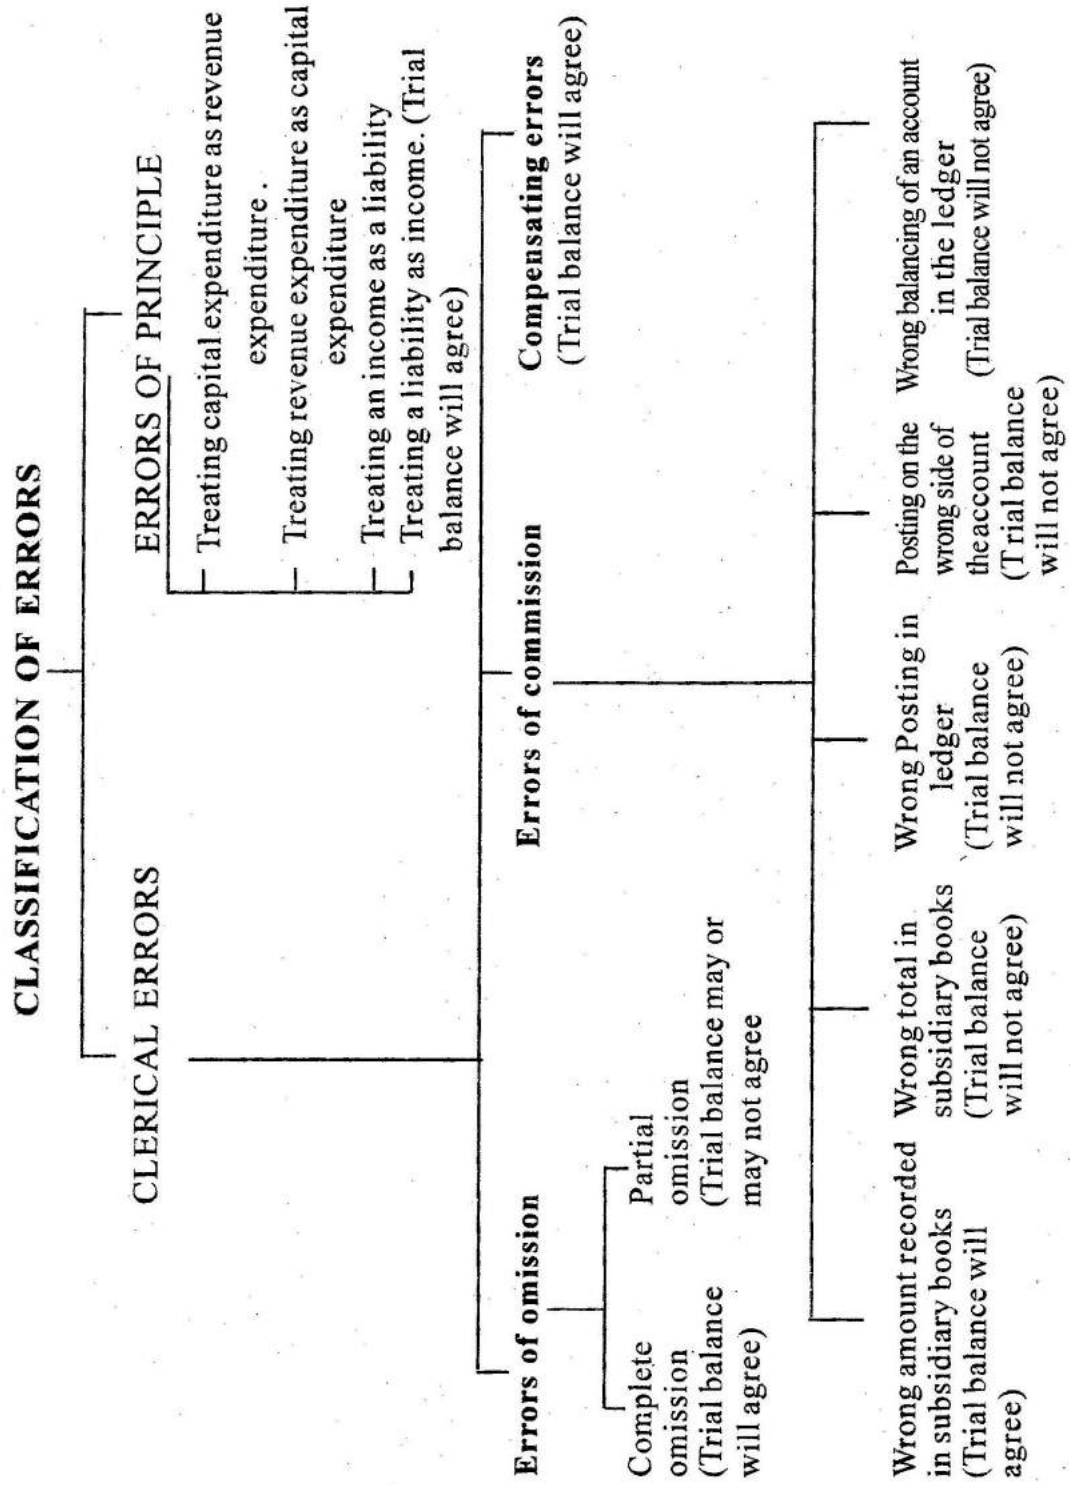 CLASSIFICATION OF ERRORS
CLERICAL ERRORS
ERRORS OF PRINCIPLE
Treating capital expenditure as revenue
expenditure .
Treating revenue expenditure as capital
expenditure
Treating an income as a liability
Treating a liability as income. (Trial
balance will agree)
Errors of omission
Errors of commission
Compensating errors
(Trial balance will agree)
Complete
omission
(Trial balance
will agree)
Partial
omission
(Trial balance may or
may not agree
Wrong amount recorded
in subsidiary books
(Trial balance will
agree)
Wrong total in
subsidiary books
(Trial balance
will not agree)
Wrong Posting in
ledger
(Trial balance
will not agree)
Posting on the
wrong side of
the account
(Trial balance
will not agree)
Wrong balancing of an account
in the ledger
(Trial balance will not agree)